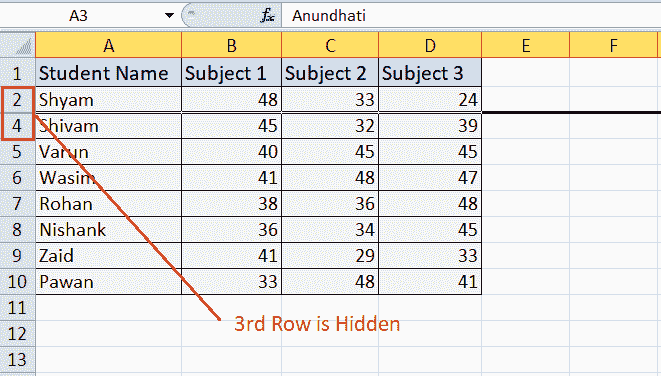 A3 fx Anundhati
A B C D E F
1 Student Name Subject 1 Subject 2 Subject 3
2 Shyam 48 33 24
4 Shivam 45 32 39
5 Varun 40 45 45
6 Wasim 41 48 47
7 Rohan 38 36 48
8 Nishank 36 34 45
9 Zaid 41 29 33
10 Pawan 33 48 41
11
3rd Row is Hidden
12
13